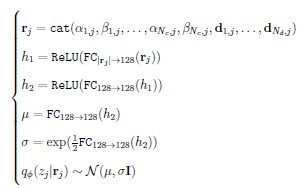 r_j = cat(α_{1,j}, β_{1,j}, …, α_{N_c,j}, β_{N_c,j}, d_{1,j}, …, d_{N_d,j})
h_1 = ReLU(FC_{|r_j|→128}(r_j))
h_2 = ReLU(FC_{128→128}(h_1))
μ = FC_{128→128}(h_2)
σ = exp(½FC_{128→128}(h_2))
q_ϕ(z_j|r_j) ∼ 𝒩(μ, σI)